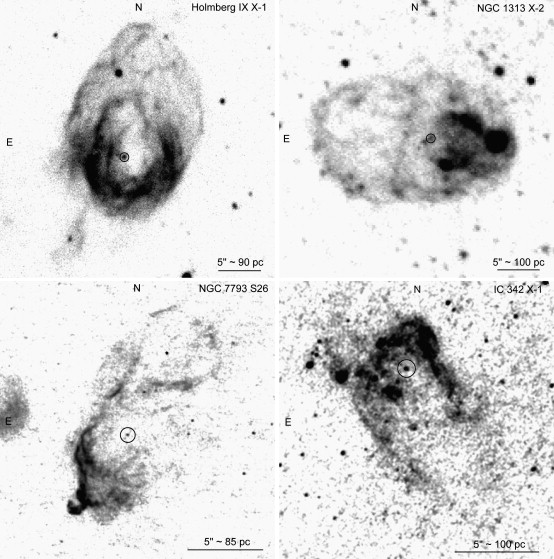 N
Holmberg IX X-1
E
5" ~ 90 pc
N
NGC 1313 X-2
E
5" ~ 100 pc
N
NGC 7793 S26
E
5" ~ 85 pc
N
IC 342 X-1
E
5" ~ 100 pc